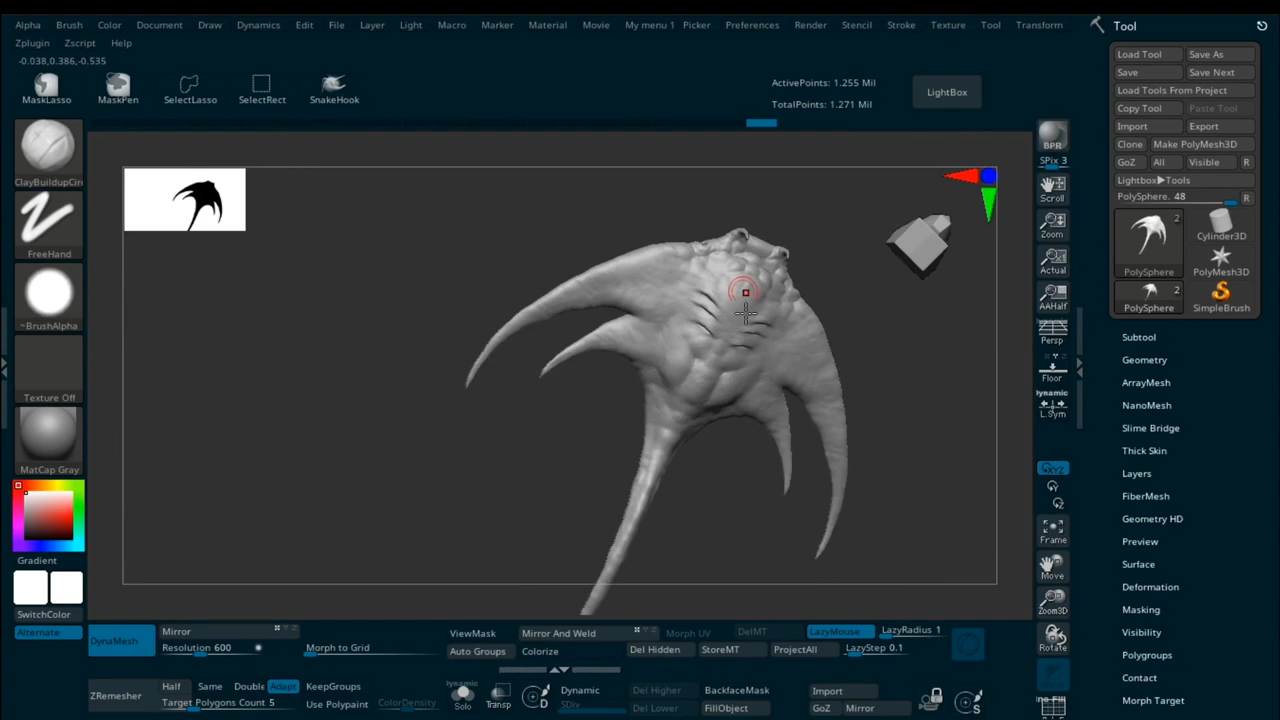 Alpha Brush Color Document Draw Dynamics Edit File Layer Light Macro Marker Material Movie My menu 1 Picker Preferences Render Stencil Stroke Texture Tool Transform
Zplugin Zscript Help
-0.038,0.386,-0.535
MaskLasso MaskPen SelectLasso SelectRect SnakeHook
ActivePoints: 1.255 Mil
TotalPoints: 1.271 Mil
LightBox
ClayBuildupCir
FreeHand
~BrushAlpha
Texture Off
MatCap Gray
Gradient
SwitchColor
Alternate
BPR
SPix 3
Scroll
Zoom
Actual
AAHalf
Persp
Floor
Dynamic
L.Sym
XYZ
Y
Z
Frame
Move
Zoom3D
Rotate
Tool
Load Tool Save As
Save Save Next
Load Tools From Project
Copy Tool Paste Tool
Import Export
Clone Make PolyMesh3D
GoZ All Visible R
Lightbox▶Tools
PolySphere. 48 R
2
PolySphere Cylinder3D
PolyMesh3D
2
PolySphere SimpleBrush
Subtool
Geometry
ArrayMesh
NanoMesh
Slime Bridge
Thick Skin
Layers
FiberMesh
Geometry HD
Preview
Surface
Deformation
Masking
Visibility
Polygroups
Contact
Morph Target
DynaMesh Mirror
Resolution 600 Morph to Grid
ViewMask Mirror And Weld Morph UV DelMT LazyMouse LazyRadius 1
Auto Groups Colorize Del Hidden StoreMT ProjectAll LazyStep 0.1
ZRemesher Half Same Double Adapt KeepGroups
Target Polygons Count 5 Use Polypaint ColorDensity
Dynamic
Solo Transp D Dynamic Del Higher BackfaceMask Import
SDiv Del Lower FillObject GoZ Mirror S